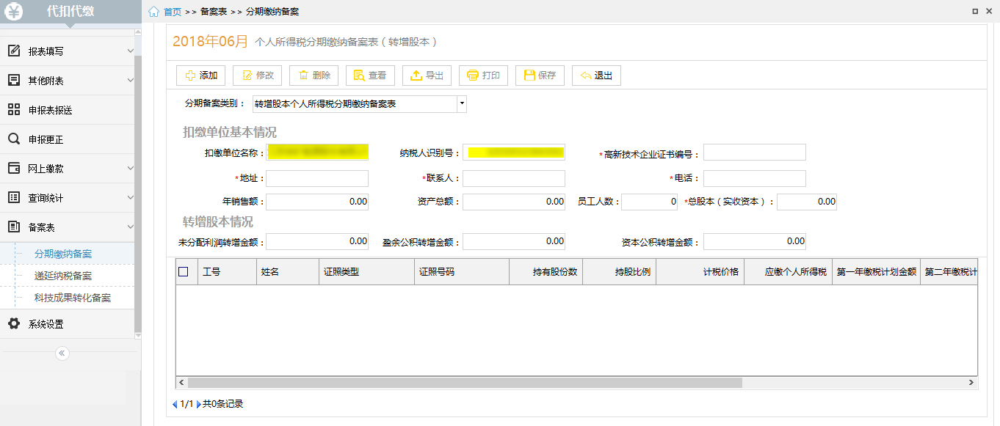 代扣代缴
首页 >> 备案表 >> 分期缴纳备案
报表填写
其他附表
申报表报送
申报更正
网上缴款
查询统计
备案表
分期缴纳备案
递延纳税备案
科技成果转化备案
系统设置
2018年06月 个人所得税分期缴纳备案表（转增股本）
添加 修改 删除 查看 导出 打印 保存 退出
分期备案类别： 转增股本个人所得税分期缴纳备案表
扣缴单位基本情况
扣缴单位名称： 纳税人识别号： *高新技术企业证书编号：
*地址： *联系人： *电话：
年销售额： 0.00 资产总额： 0.00 员工人数： 0 *总股本（实收资本）： 0.00
转增股本情况
未分配利润转增金额： 0.00 盈余公积转增金额： 0.00 资本公积转增金额： 0.00
工号 姓名 证照类型 证照号码 持有股份数 持股比例 计税价格 应缴个人所得税 第一年缴税计划金额 第二年缴税计
1/1 共0条记录